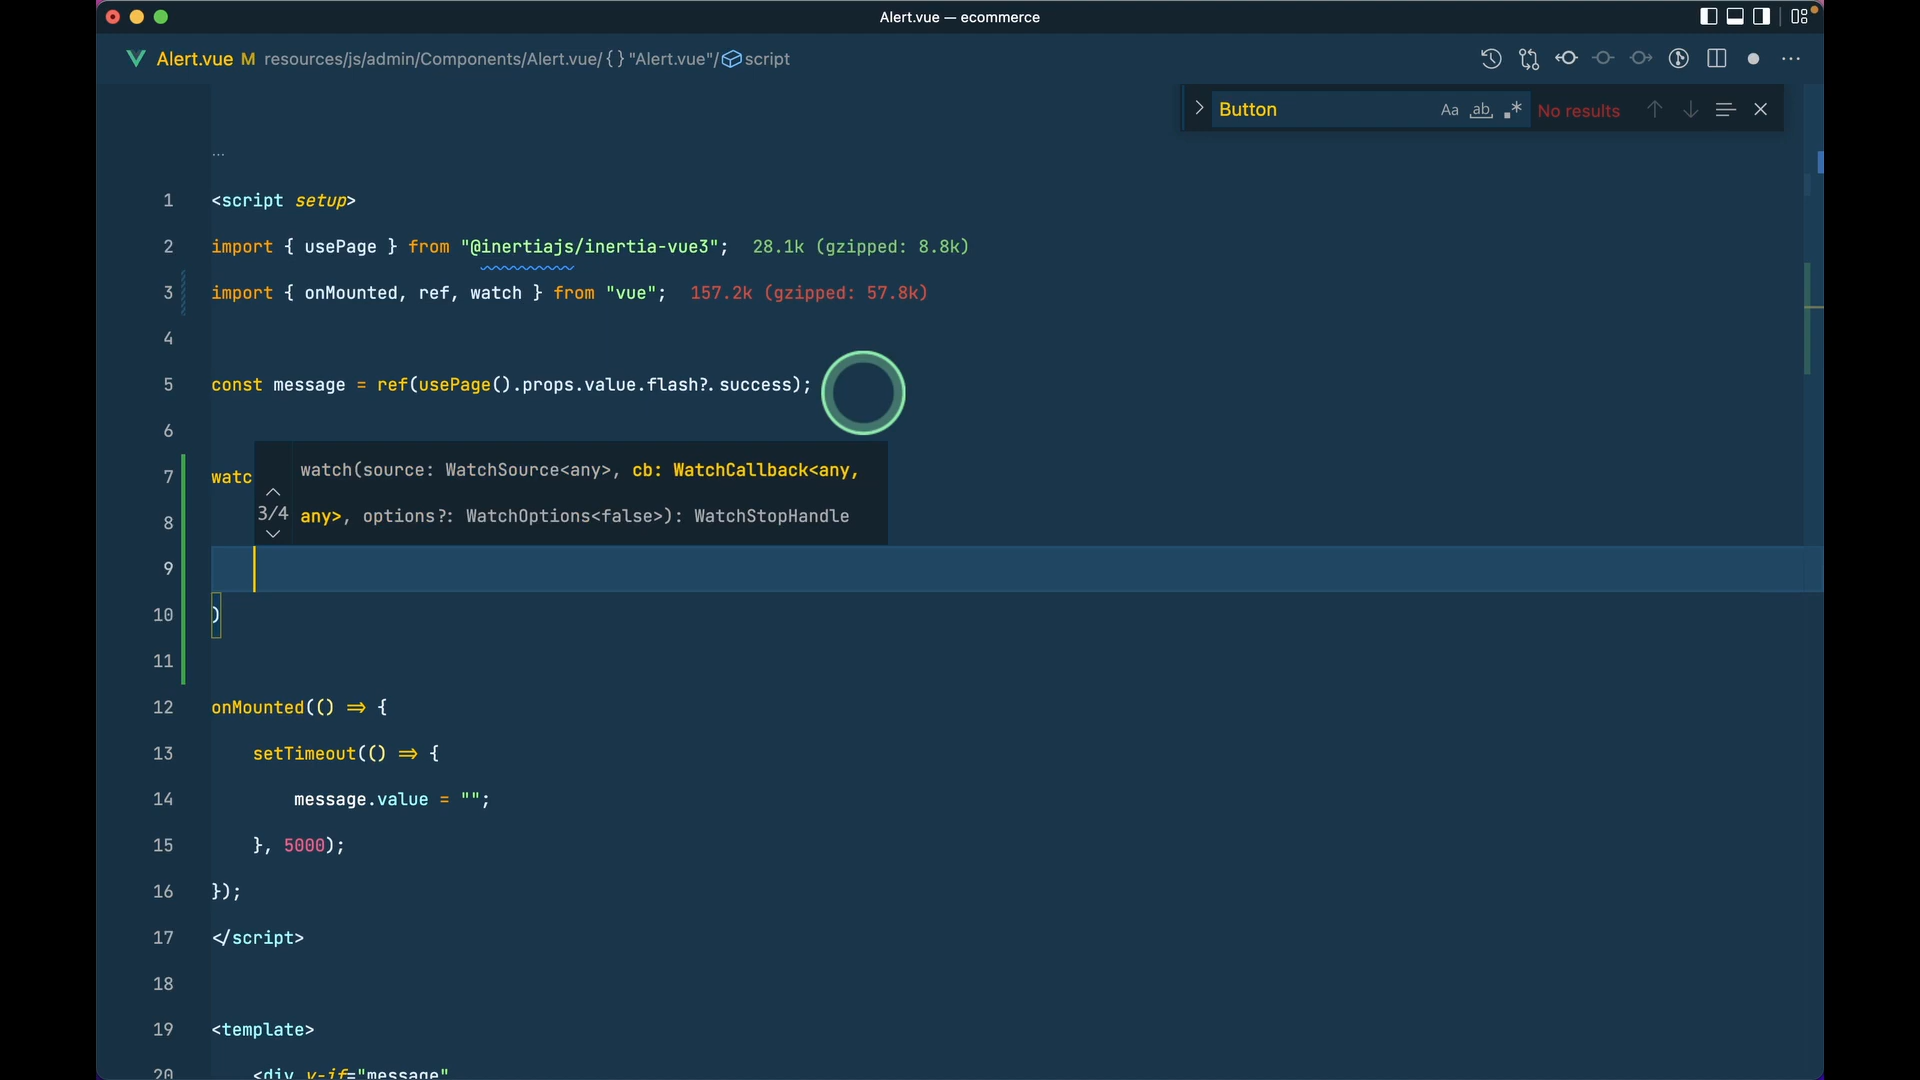 Alert.vue — ecommerce
Alert.vue M resources/js/admin/Components/Alert.vue/{} "Alert.vue"/script
Button Aa ab .* No results
...
1 <script setup>
2 import { usePage } from "@inertiajs/inertia-vue3"; 28.1k (gzipped: 8.8k)
3 import { onMounted, ref, watch } from "vue"; 157.2k (gzipped: 57.8k)
4
5 const message = ref(usePage().props.value.flash?.success);
6
7 watc
watch(source: WatchSource<any>, cb: WatchCallback<any,
3/4 any>, options?: WatchOptions<false>): WatchStopHandle
8
9
10 )
11
12 onMounted(() => {
13 setTimeout(() => {
14 message.value = "";
15 }, 5000);
16 });
17 </script>
18
19 <template>
20 <div v-if="message"